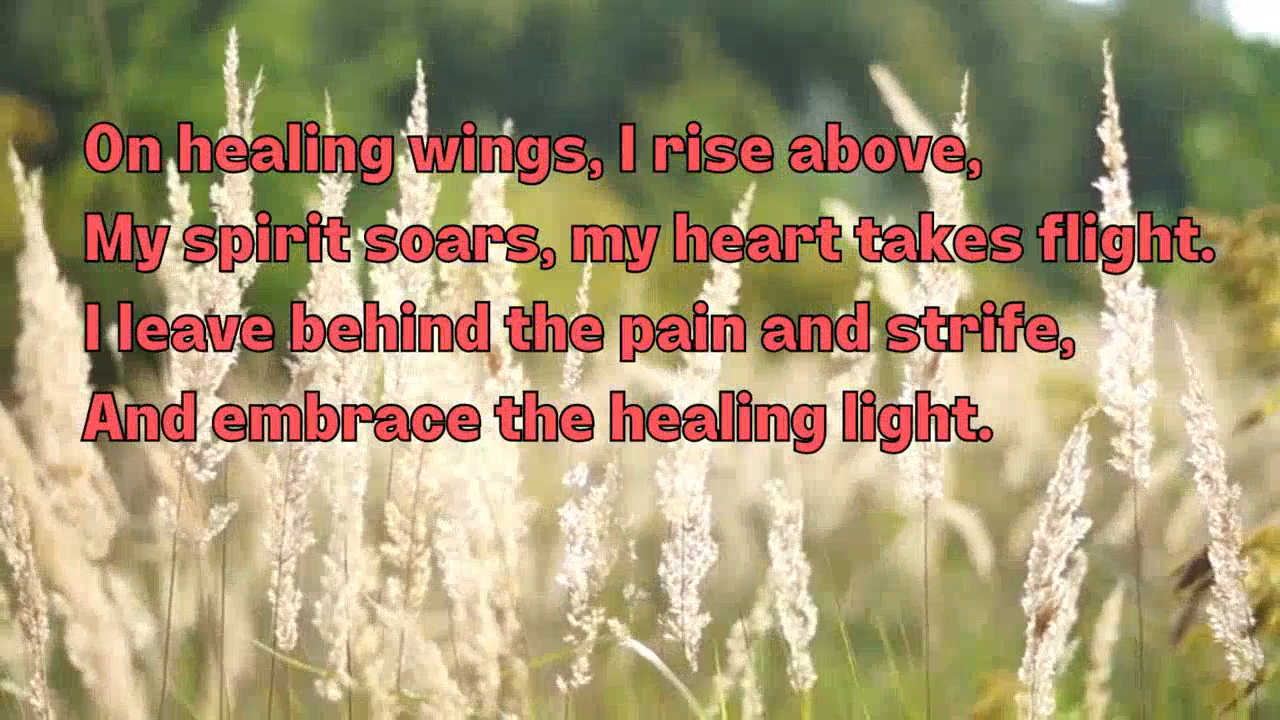 On healing wings, I rise above,
My spirit soars, my heart takes flight.
I leave behind the pain and strife,
And embrace the healing light.